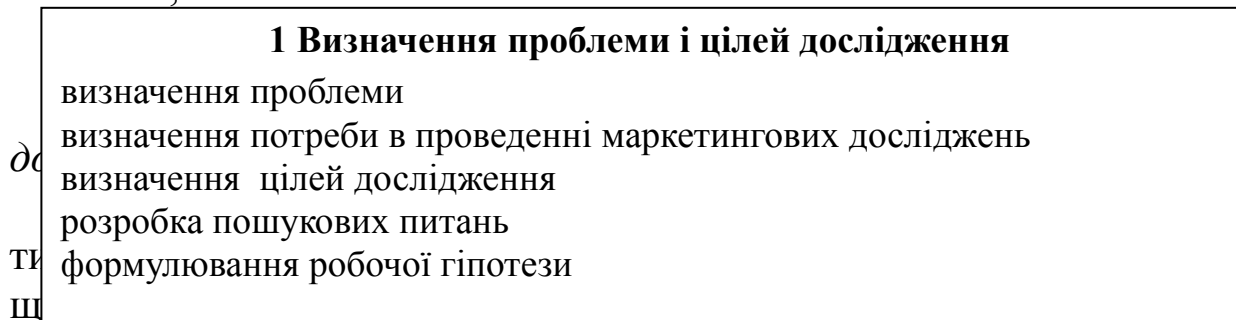 1 Визначення проблеми і цілей дослідження
визначення проблеми
визначення потреби в проведенні маркетингових досліджень
визначення цілей дослідження
розробка пошукових питань
формулювання робочої гіпотези